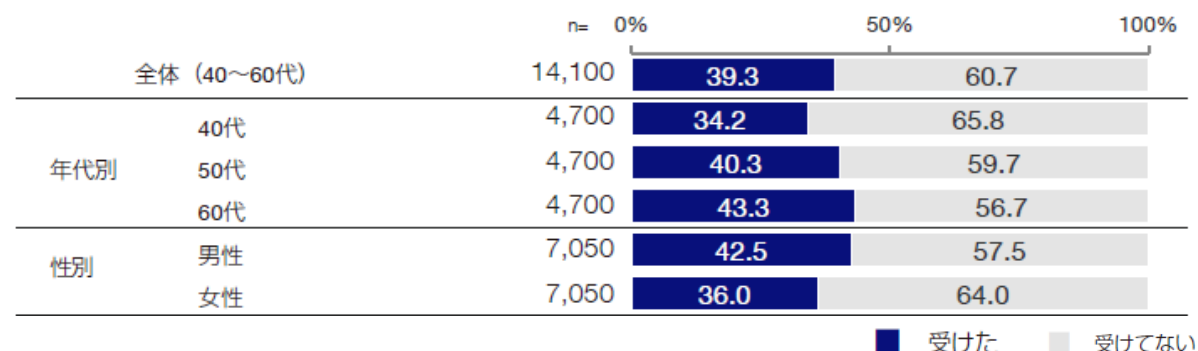 n= 0% 50% 100%
全体（40～60代） 14,100 39.3 60.7
40代 4,700 34.2 65.8
年代別 50代 4,700 40.3 59.7
60代 4,700 43.3 56.7
性別 男性 7,050 42.5 57.5
女性 7,050 36.0 64.0
受けた 受けてない